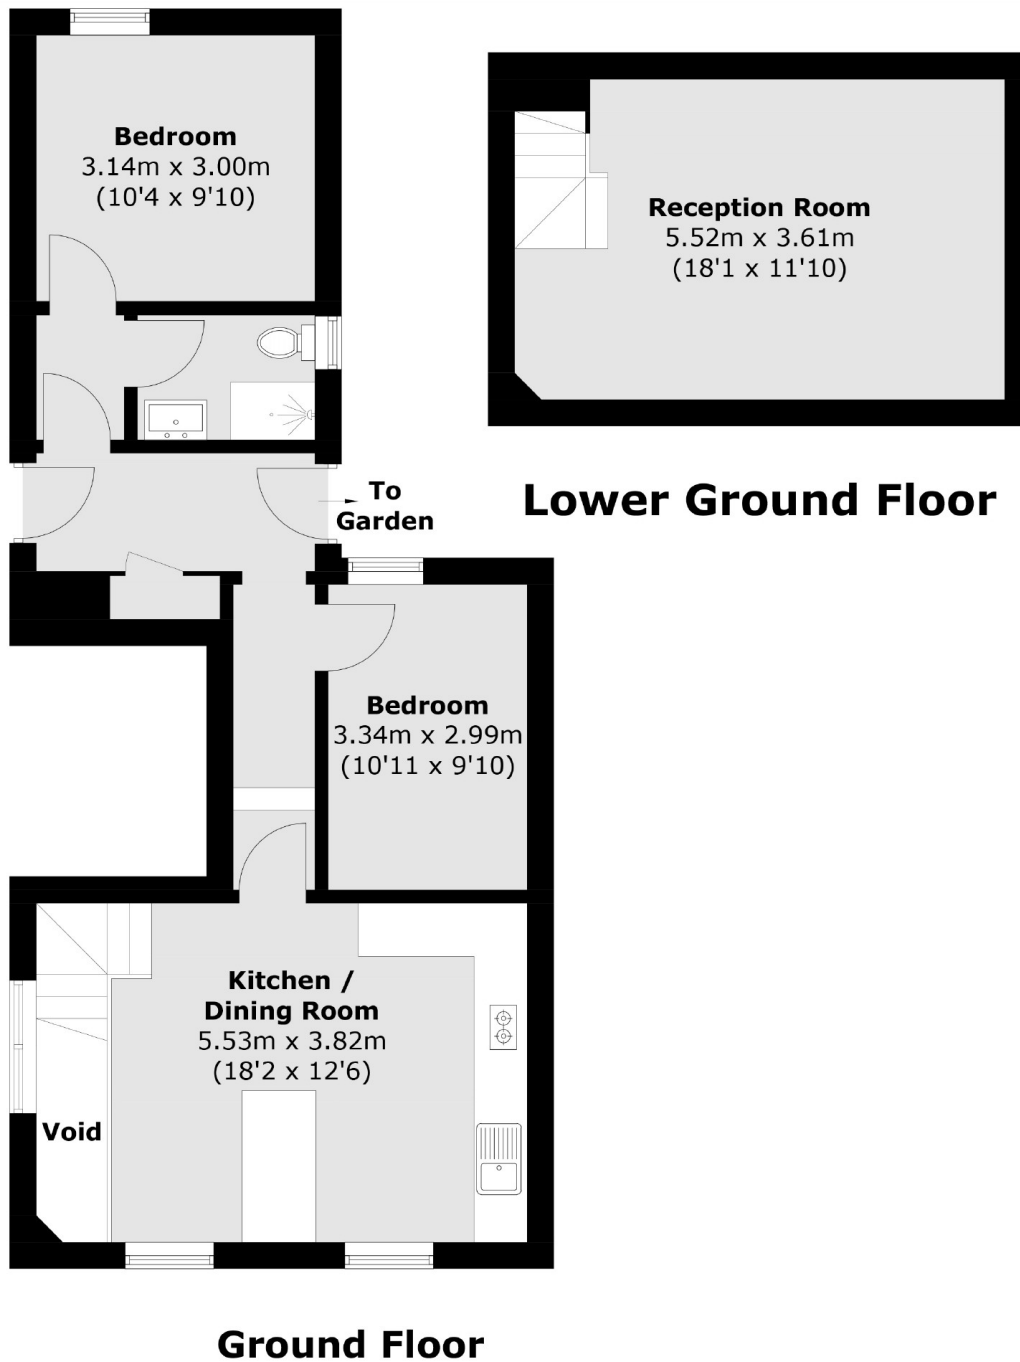 Bedroom
3.14m x 3.00m
(10'4 x 9'10)
Reception Room
5.52m x 3.61m
(18'1 x 11'10)
To
Garden
Lower Ground Floor
Bedroom
3.34m x 2.99m
(10'11 x 9'10)
Kitchen /
Dining Room
5.53m x 3.82m
(18'2 x 12'6)
Void
Ground Floor